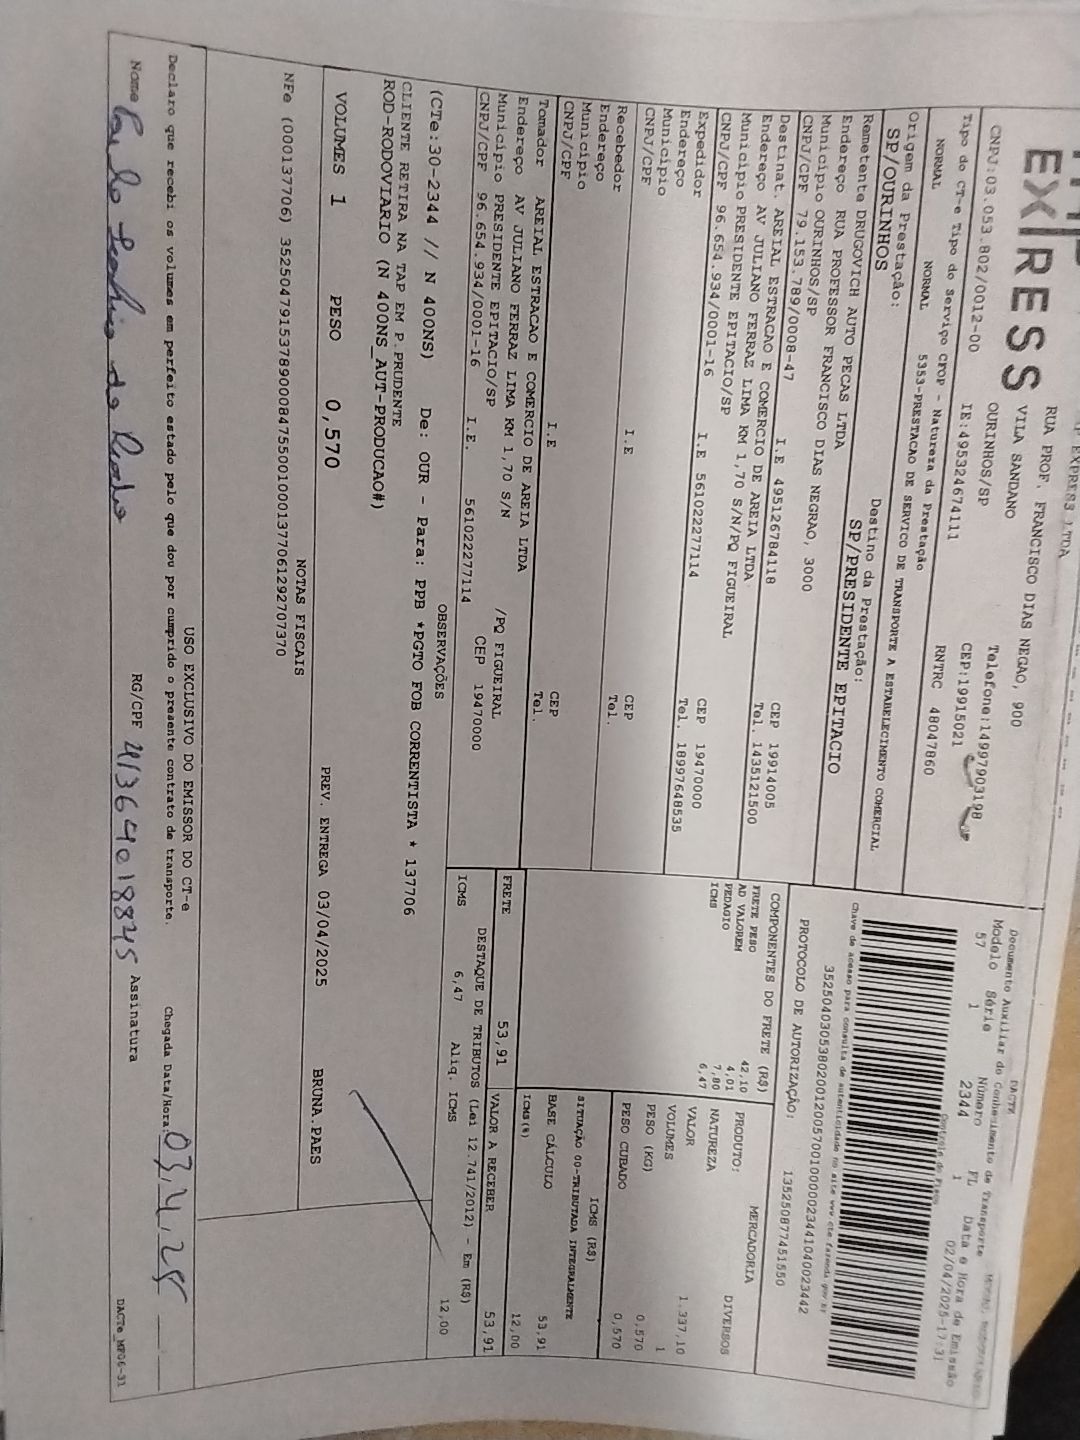 EXPRESS LTDA
EX|RESS
RUA PROF. FRANCISCO DIAS NEGAO, 900
VILA SANDANO
OURINHOS/SP
Telefone:14997903198
CEP:19915021
CNPJ:03.053.802/0012-00
IE:495324674111
RNTRC 48047860
Tipo do CT-e Tipo do Serviço CFOP - Natureza da Prestação
NORMAL NORMAL 5353-PRESTACAO DE SERVICO DE TRANSPORTE A ESTABELECIMENTO COMERCIAL
DACTE
Documento Auxiliar do Conhecimento de Transporte
Modelo Série Número FL Data e Hora de Emissão
57 1 2344 1 02/04/2025-17:31
Controle do Fisco
Chave de acesso para consulta de autenticidade no site www.cte.fazenda.gov.br
35250403053802001200570010000023441040023442
PROTOCOLO DE AUTORIZAÇÃO: 135250877451550
Origem da Prestação:
SP/OURINHOS
Destino da Prestação:
SP/PRESIDENTE EPITACIO
Remetente DRUGOVICH AUTO PECAS LTDA
Endereço RUA PROFESSOR FRANCISCO DIAS NEGRAO, 3000
Município OURINHOS/SP CEP 19914005
CNPJ/CPF 79.153.789/0008-47 I.E 495126784118 Tel. 1435121500
Destinat. AREIAL ESTRACAO E COMERCIO DE AREIA LTDA
Endereço AV JULIANO FERRAZ LIMA KM 1,70 S/N/PQ FIGUEIRAL
Município PRESIDENTE EPITACIO/SP CEP 19470000
CNPJ/CPF 96.654.934/0001-16 I.E 561022277114 Tel. 18997648535
Expedidor
Endereço
Município CEP
CNPJ/CPF I.E Tel.
Recebedor
Endereço
Município CEP
CNPJ/CPF I.E Tel.
Tomador AREIAL ESTRACAO E COMERCIO DE AREIA LTDA
Endereço AV JULIANO FERRAZ LIMA KM 1,70 S/N /PQ FIGUEIRAL
Município PRESIDENTE EPITACIO/SP CEP 19470000
CNPJ/CPF 96.654.934/0001-16 I.E. 561022277114
COMPONENTES DO FRETE (R$)
FRETE PESO 42,10
AD VALOREM 4,01
PEDAGIO 7,80
ICMS 6,47
MERCADORIA
PRODUTO:
NATUREZA DIVERSOS
VALOR 1.337,10
VOLUMES 1
PESO (KG) 0,570
PESO CUBADO 0,570
ICMS (R$)
SITUAÇÃO 00-TRIBUTADA INTEGRALMENTE
BASE CÁLCULO 53,91
ICMS(%) 12,00
FRETE 53,91 VALOR A RECEBER 53,91
DESTAQUE DE TRIBUTOS (Lei 12.741/2012) - Em (R$)
ICMS 6,47 Aliq. ICMS 12,00
OBSERVAÇÕES
(CTe:30-2344 // N 400NS) De: OUR - Para: PPB *PGTO FOB CORRENTISTA * 137706
CLIENTE RETIRA NA TAP EM P.PRUDENTE
ROD-RODOVIARIO (N 400NS_AUT-PRODUCAO#)
VOLUMES 1 PESO 0,570 PREV. ENTREGA 03/04/2025 BRUNA.PAES
NOTAS FISCAIS
NFe (000137706) 35250479153789000847550010001377061292707370
USO EXCLUSIVO DO EMISSOR DO CT-e
Declaro que recebi os volumes em perfeito estado pelo que dou por cumprido o presente contrato de transporte. Chegada Data/Hora: 03,4,25
Nome RG/CPF 41364018845 Assinatura
DACTe_MP06-31